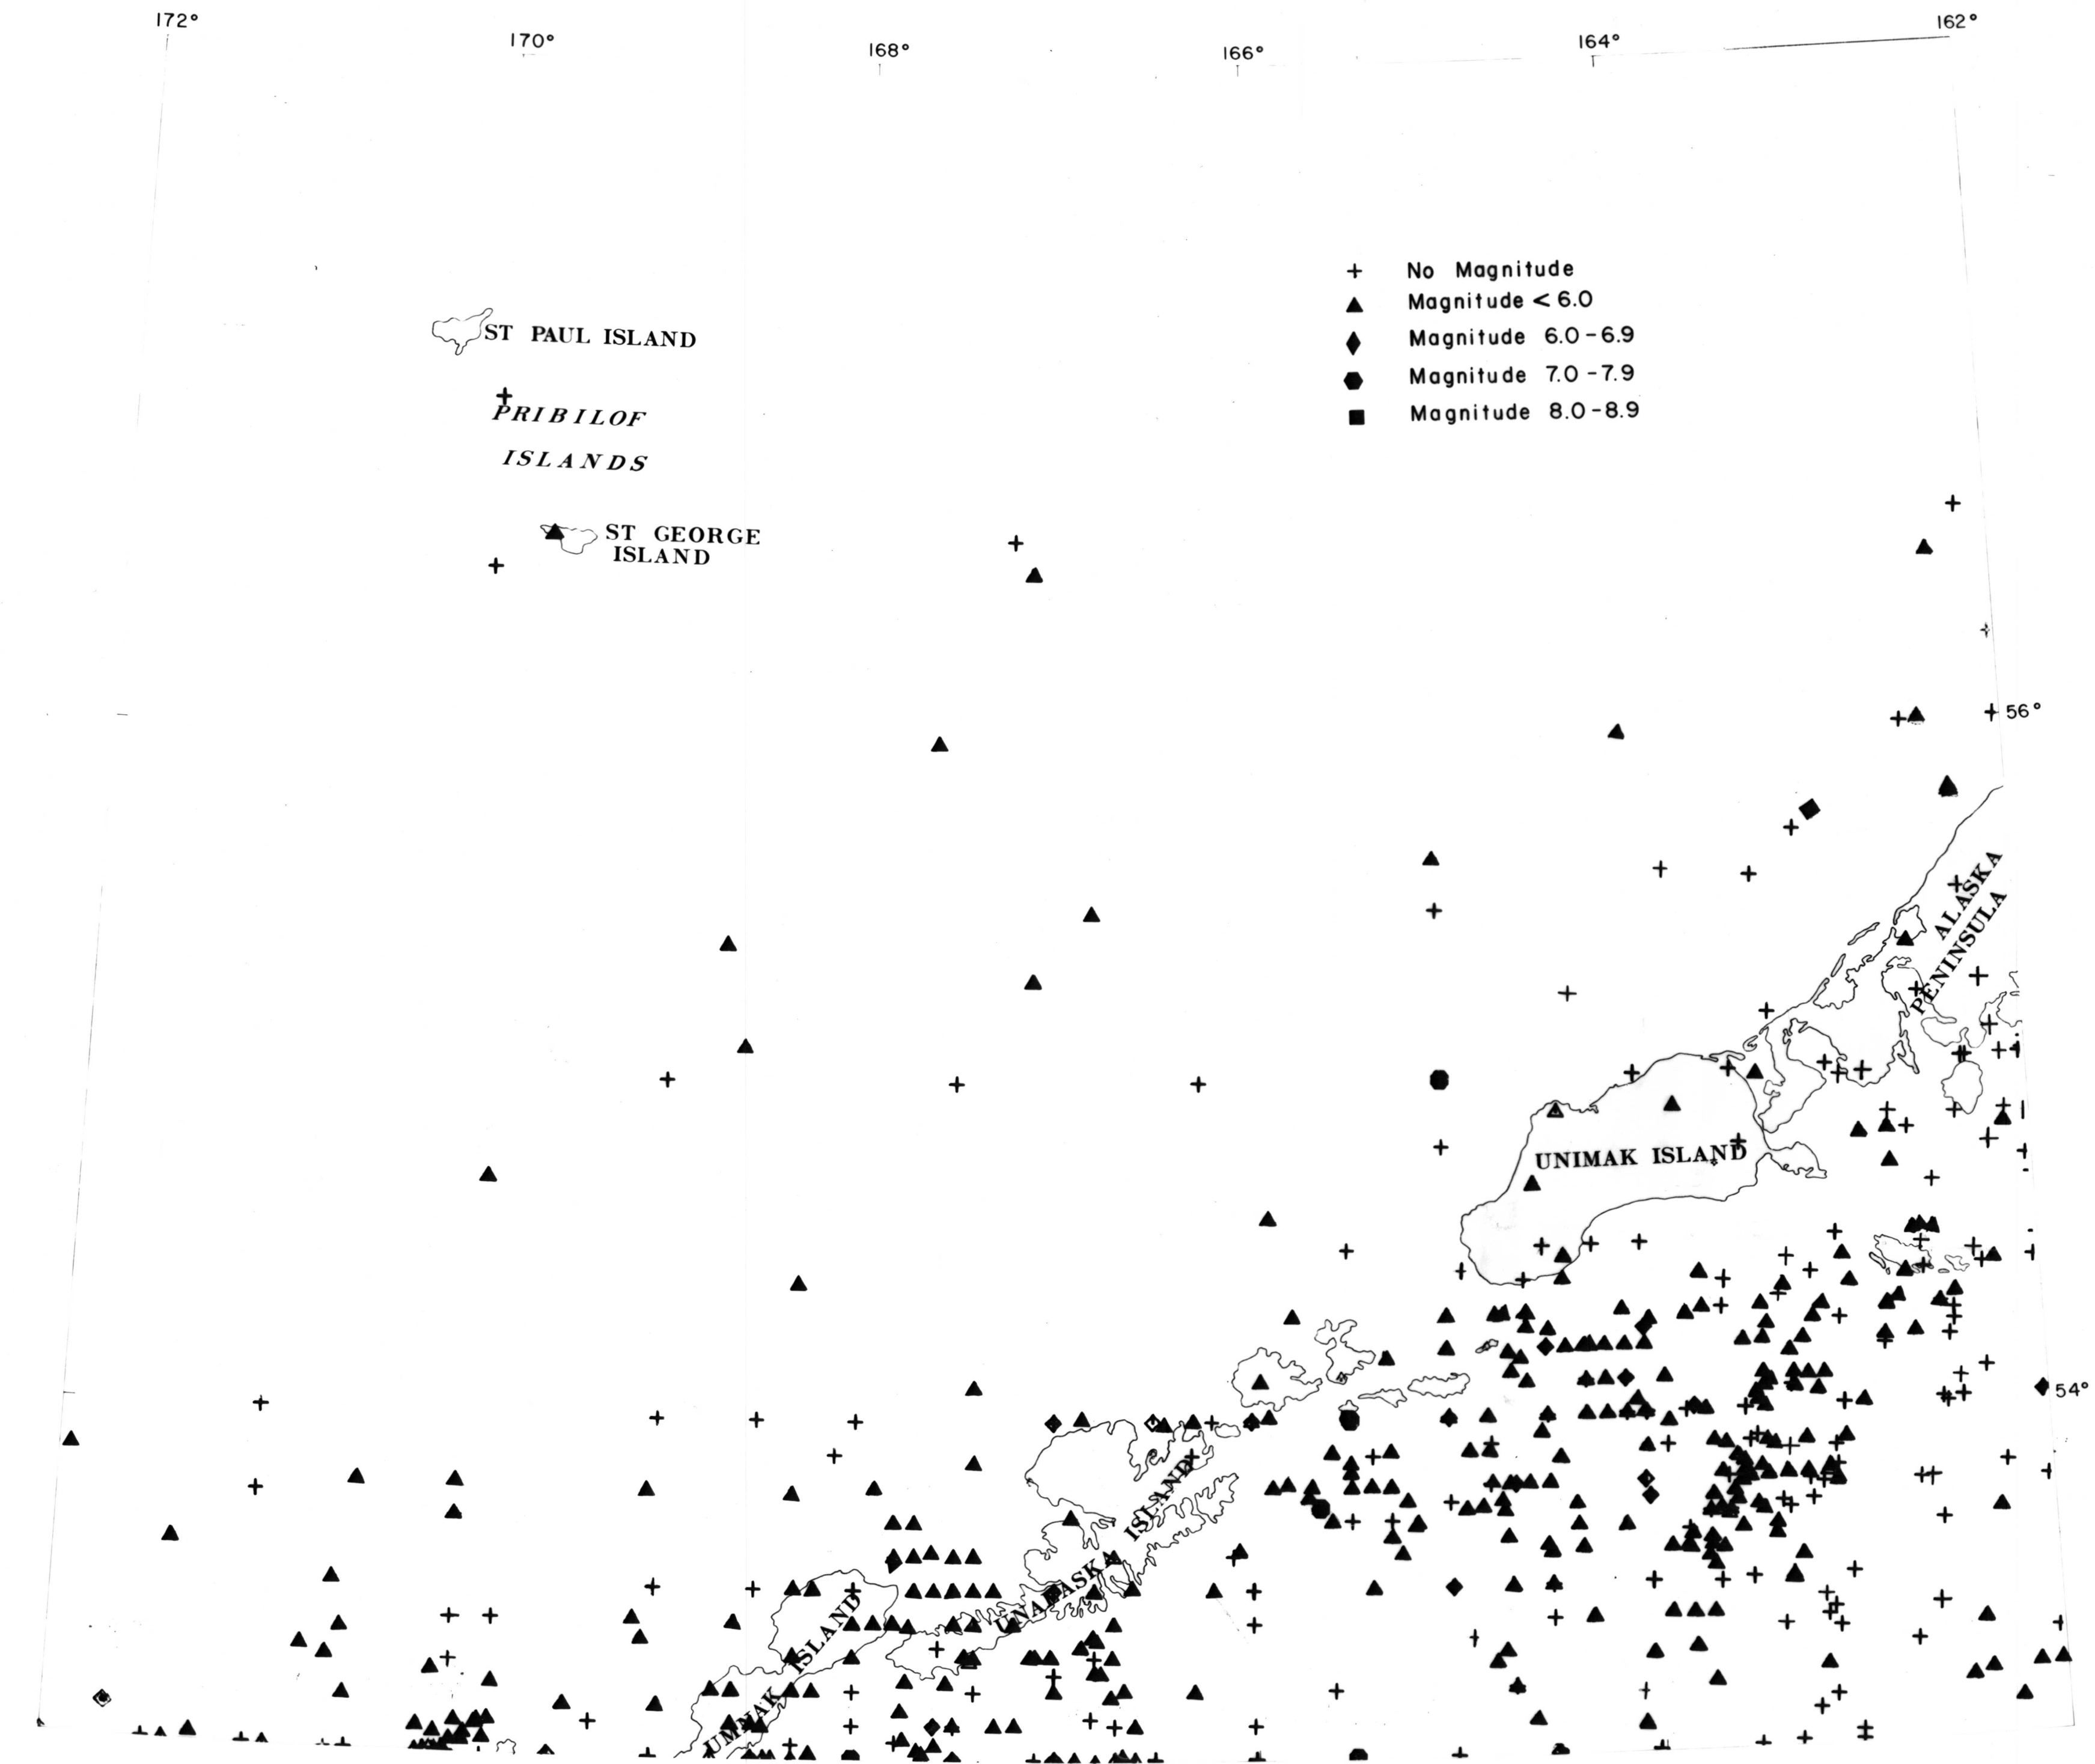 172°
170°
168°
166°
164°
162°
No Magnitude
Magnitude < 6.0
Magnitude 6.0-6.9
Magnitude 7.0-7.9
Magnitude 8.0-8.9
ST PAUL ISLAND
PRIBILOF
ISLANDS
ST GEORGE
ISLAND
56°
ALASKA
PENINSULA
UNIMAK ISLAND
54°
UNALASKA ISLAND
UMNAK ISLAND